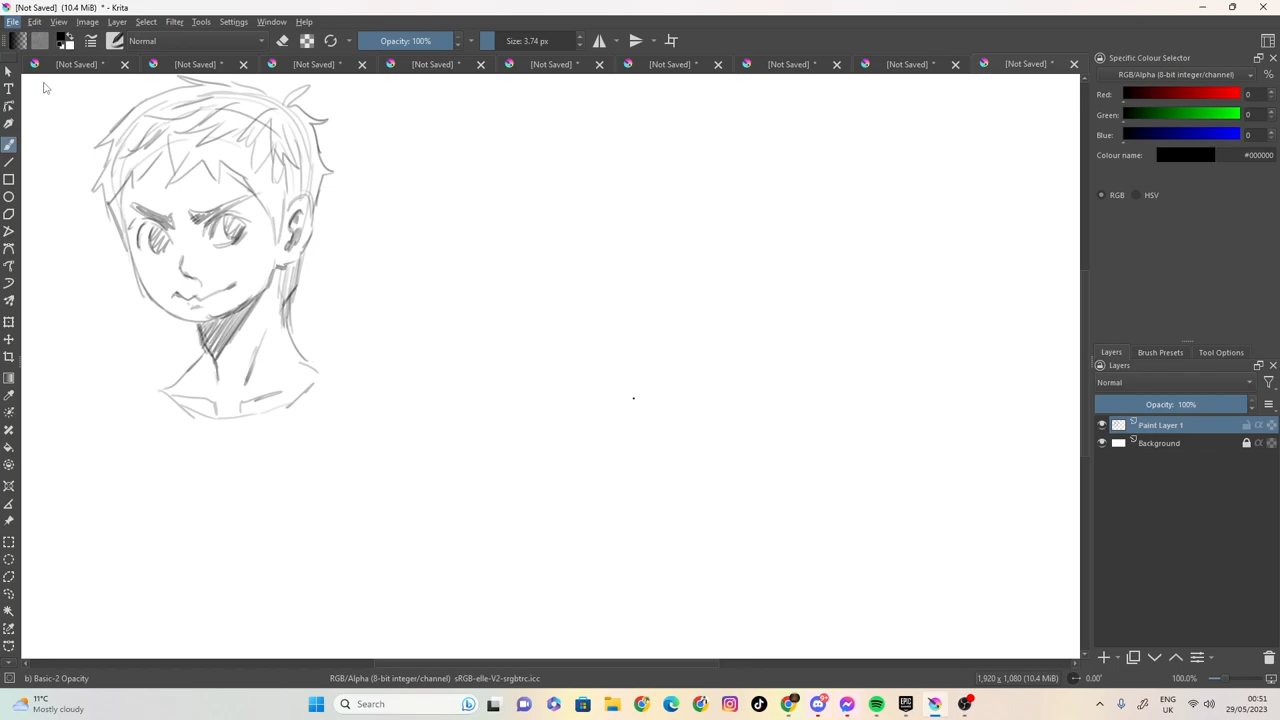 [Not Saved] (10.4 MiB) * - Krita
File Edit View Image Layer Select Filter Tools Settings Window Help
Normal Opacity: 100% Size: 3.74 px
[Not Saved] * [Not Saved] * [Not Saved] * [Not Saved] * [Not Saved] * [Not Saved] * [Not Saved] * [Not Saved] * [Not Saved] *
Specific Colour Selector
RGB/Alpha (8-bit integer/channel)
Red: 0
Green: 0
Blue: 0
Colour name: #000000
RGB HSV
Layers Brush Presets Tool Options
Layers
Normal
Opacity: 100%
Paint Layer 1
Background
b) Basic-2 Opacity RGB/Alpha (8-bit integer/channel) sRGB-elle-V2-srgbtrc.icc 1,920 x 1,080 (10.4 MiB) 0.00° 100.0%
11°C
Mostly cloudy
Search
ENG
UK
00:51
29/05/2023